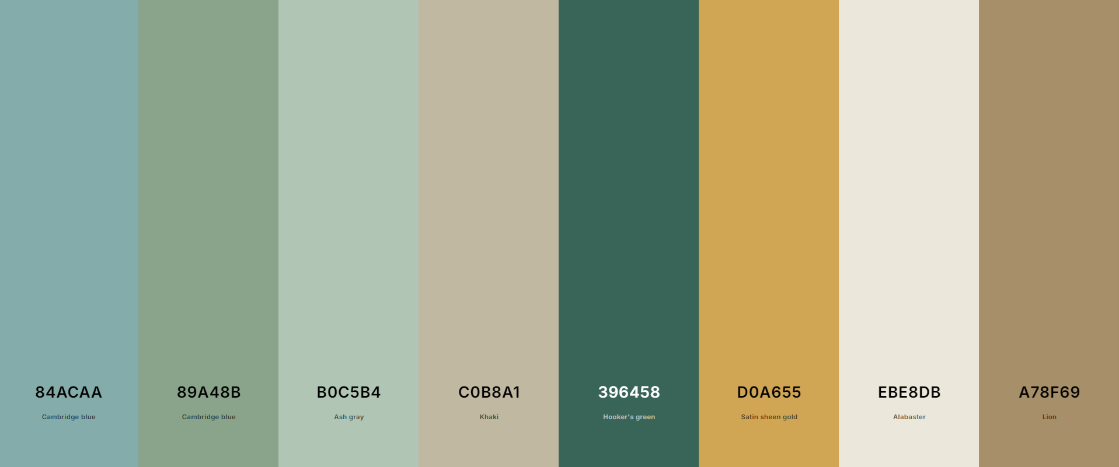 84ACAA
Cambridge blue
89A48B
Cambridge blue
B0C5B4
Ash gray
C0B8A1
Khaki
396458
Hooker's green
D0A655
Satin sheen gold
EBE8DB
Alabaster
A78F69
Lion